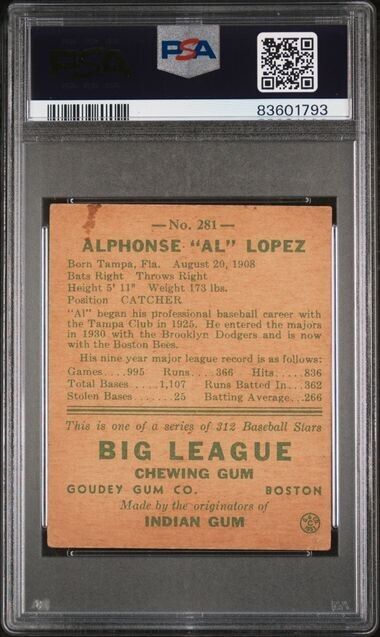 PSA
PSA
83601793
— No. 281 —
ALPHONSE "AL" LOPEZ
Born Tampa, Fla. August 20, 1908
Bats Right Throws Right
Height 5' 11" Weight 173 lbs.
Position CATCHER
"Al" began his professional baseball career with
the Tampa Club in 1925. He entered the majors
in 1930 with the Brooklyn Dodgers and is now
with the Boston Bees.
His nine year major league record is as follows:
Games....995 Runs.....366 Hits.....836
Total Bases....1,107 Runs Batted In...362
Stolen Bases.....25 Batting Average...266
This is one of a series of 312 Baseball Stars
BIG LEAGUE
CHEWING GUM
GOUDEY GUM CO. BOSTON
Made by the originators of
INDIAN GUM